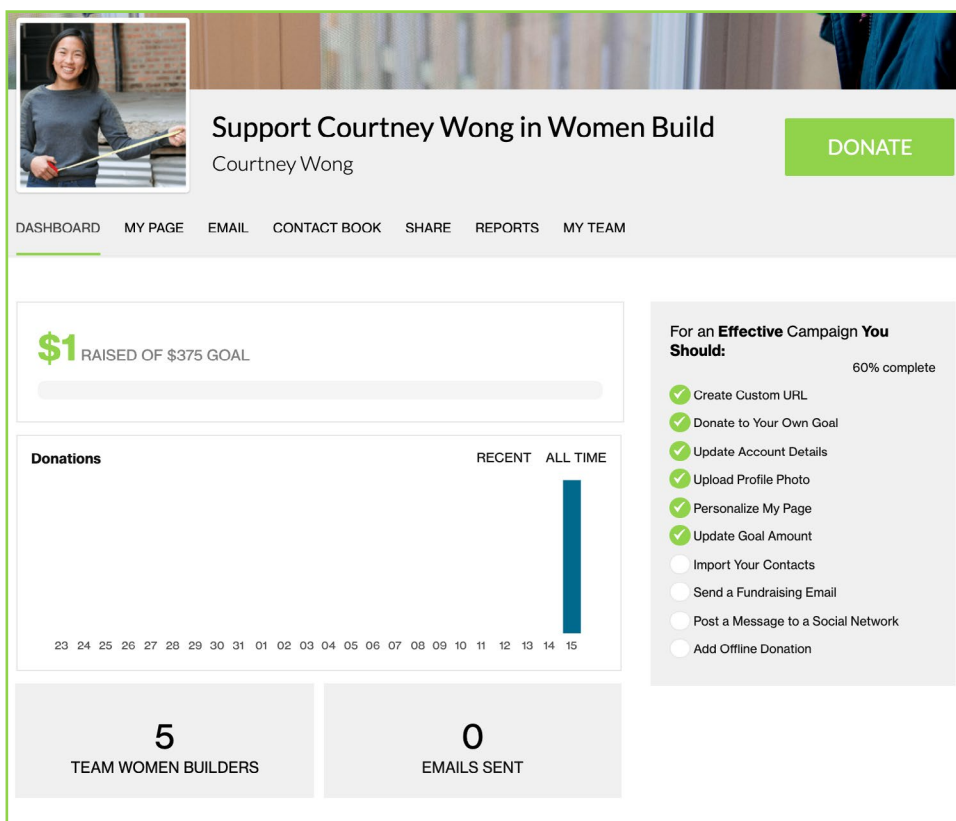 Support Courtney Wong in Women Build
Courtney Wong
DONATE
DASHBOARD MY PAGE EMAIL CONTACT BOOK SHARE REPORTS MY TEAM
$1 RAISED OF $375 GOAL
Donations RECENT ALL TIME
23 24 25 26 27 28 29 30 31 01 02 03 04 05 06 07 08 09 10 11 12 13 14 15
5
TEAM WOMEN BUILDERS
0
EMAILS SENT
For an Effective Campaign You
Should:
60% complete
Create Custom URL
Donate to Your Own Goal
Update Account Details
Upload Profile Photo
Personalize My Page
Update Goal Amount
Import Your Contacts
Send a Fundraising Email
Post a Message to a Social Network
Add Offline Donation